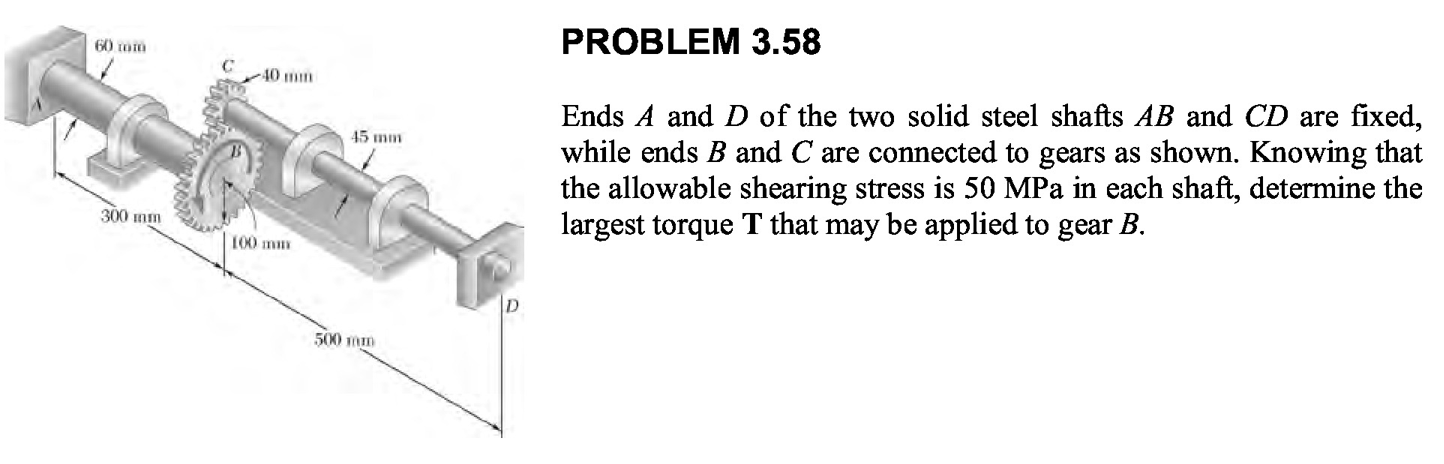 PROBLEM 3.58
Ends A and D of the two solid steel shafts AB and CD are fixed,
while ends B and C are connected to gears as shown. Knowing that
the allowable shearing stress is 50 MPa in each shaft, determine the
largest torque T that may be applied to gear B.
60 mm
C
40 mm
A
45 mm
B
300 mm
100 mm
D
500 mm